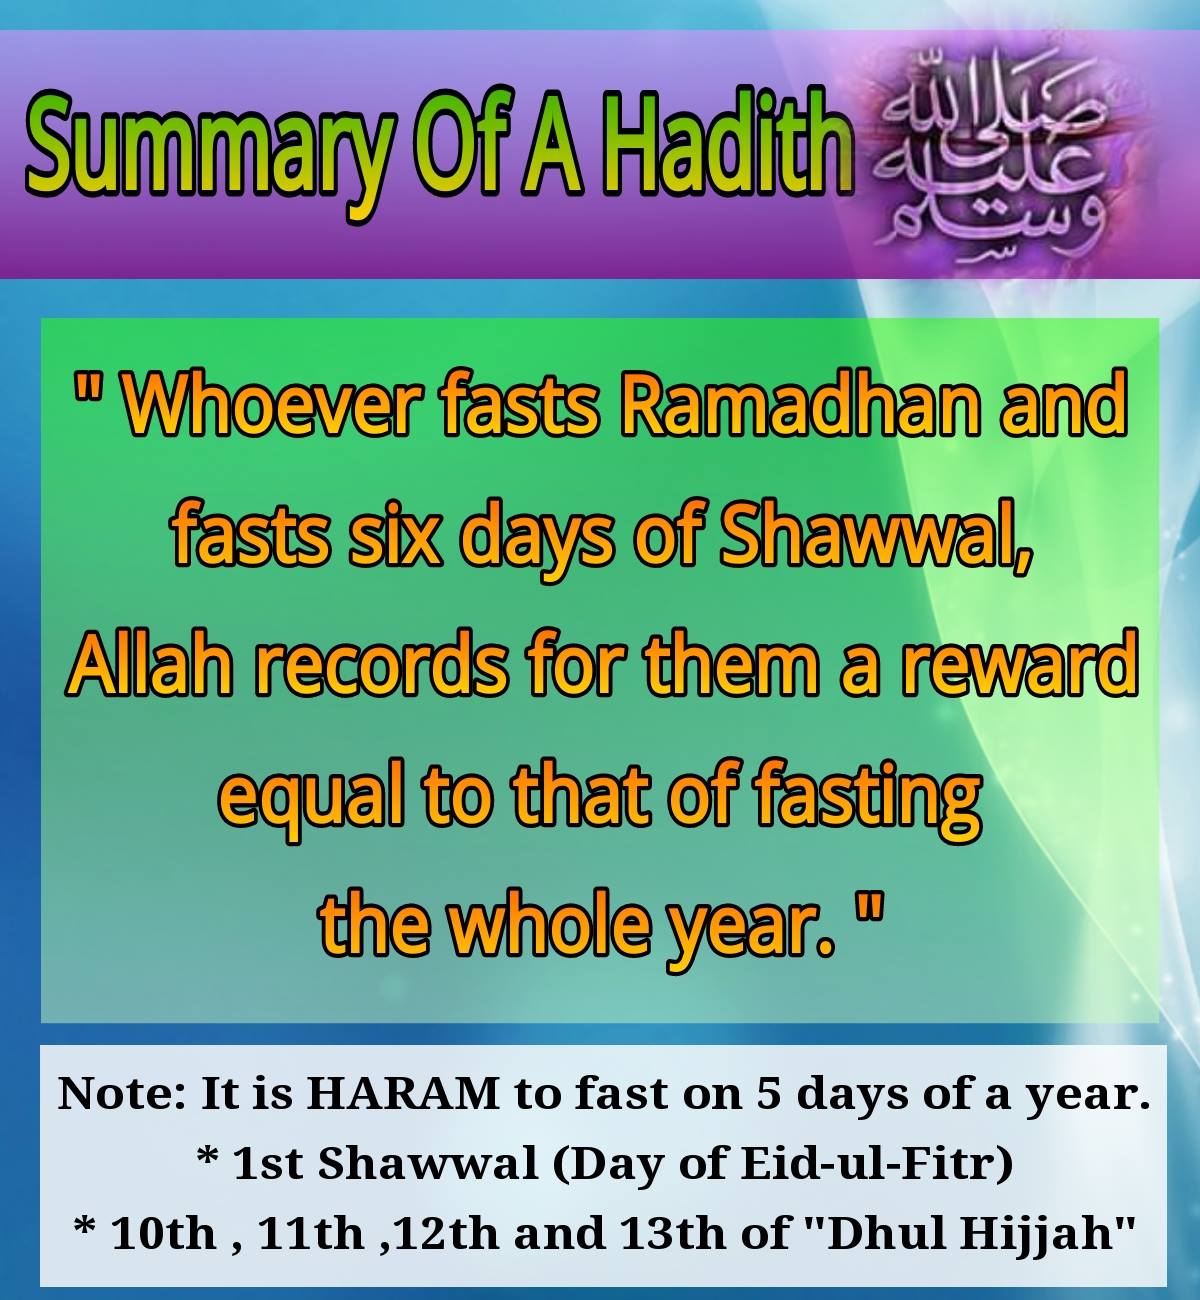 Summary Of A Hadith
صلى الله
عليه
وسلم
" Whoever fasts Ramadhan and
fasts six days of Shawwal,
Allah records for them a reward
equal to that of fasting
the whole year. "
Note: It is HARAM to fast on 5 days of a year.
* 1st Shawwal (Day of Eid-ul-Fitr)
* 10th , 11th ,12th and 13th of "Dhul Hijjah"